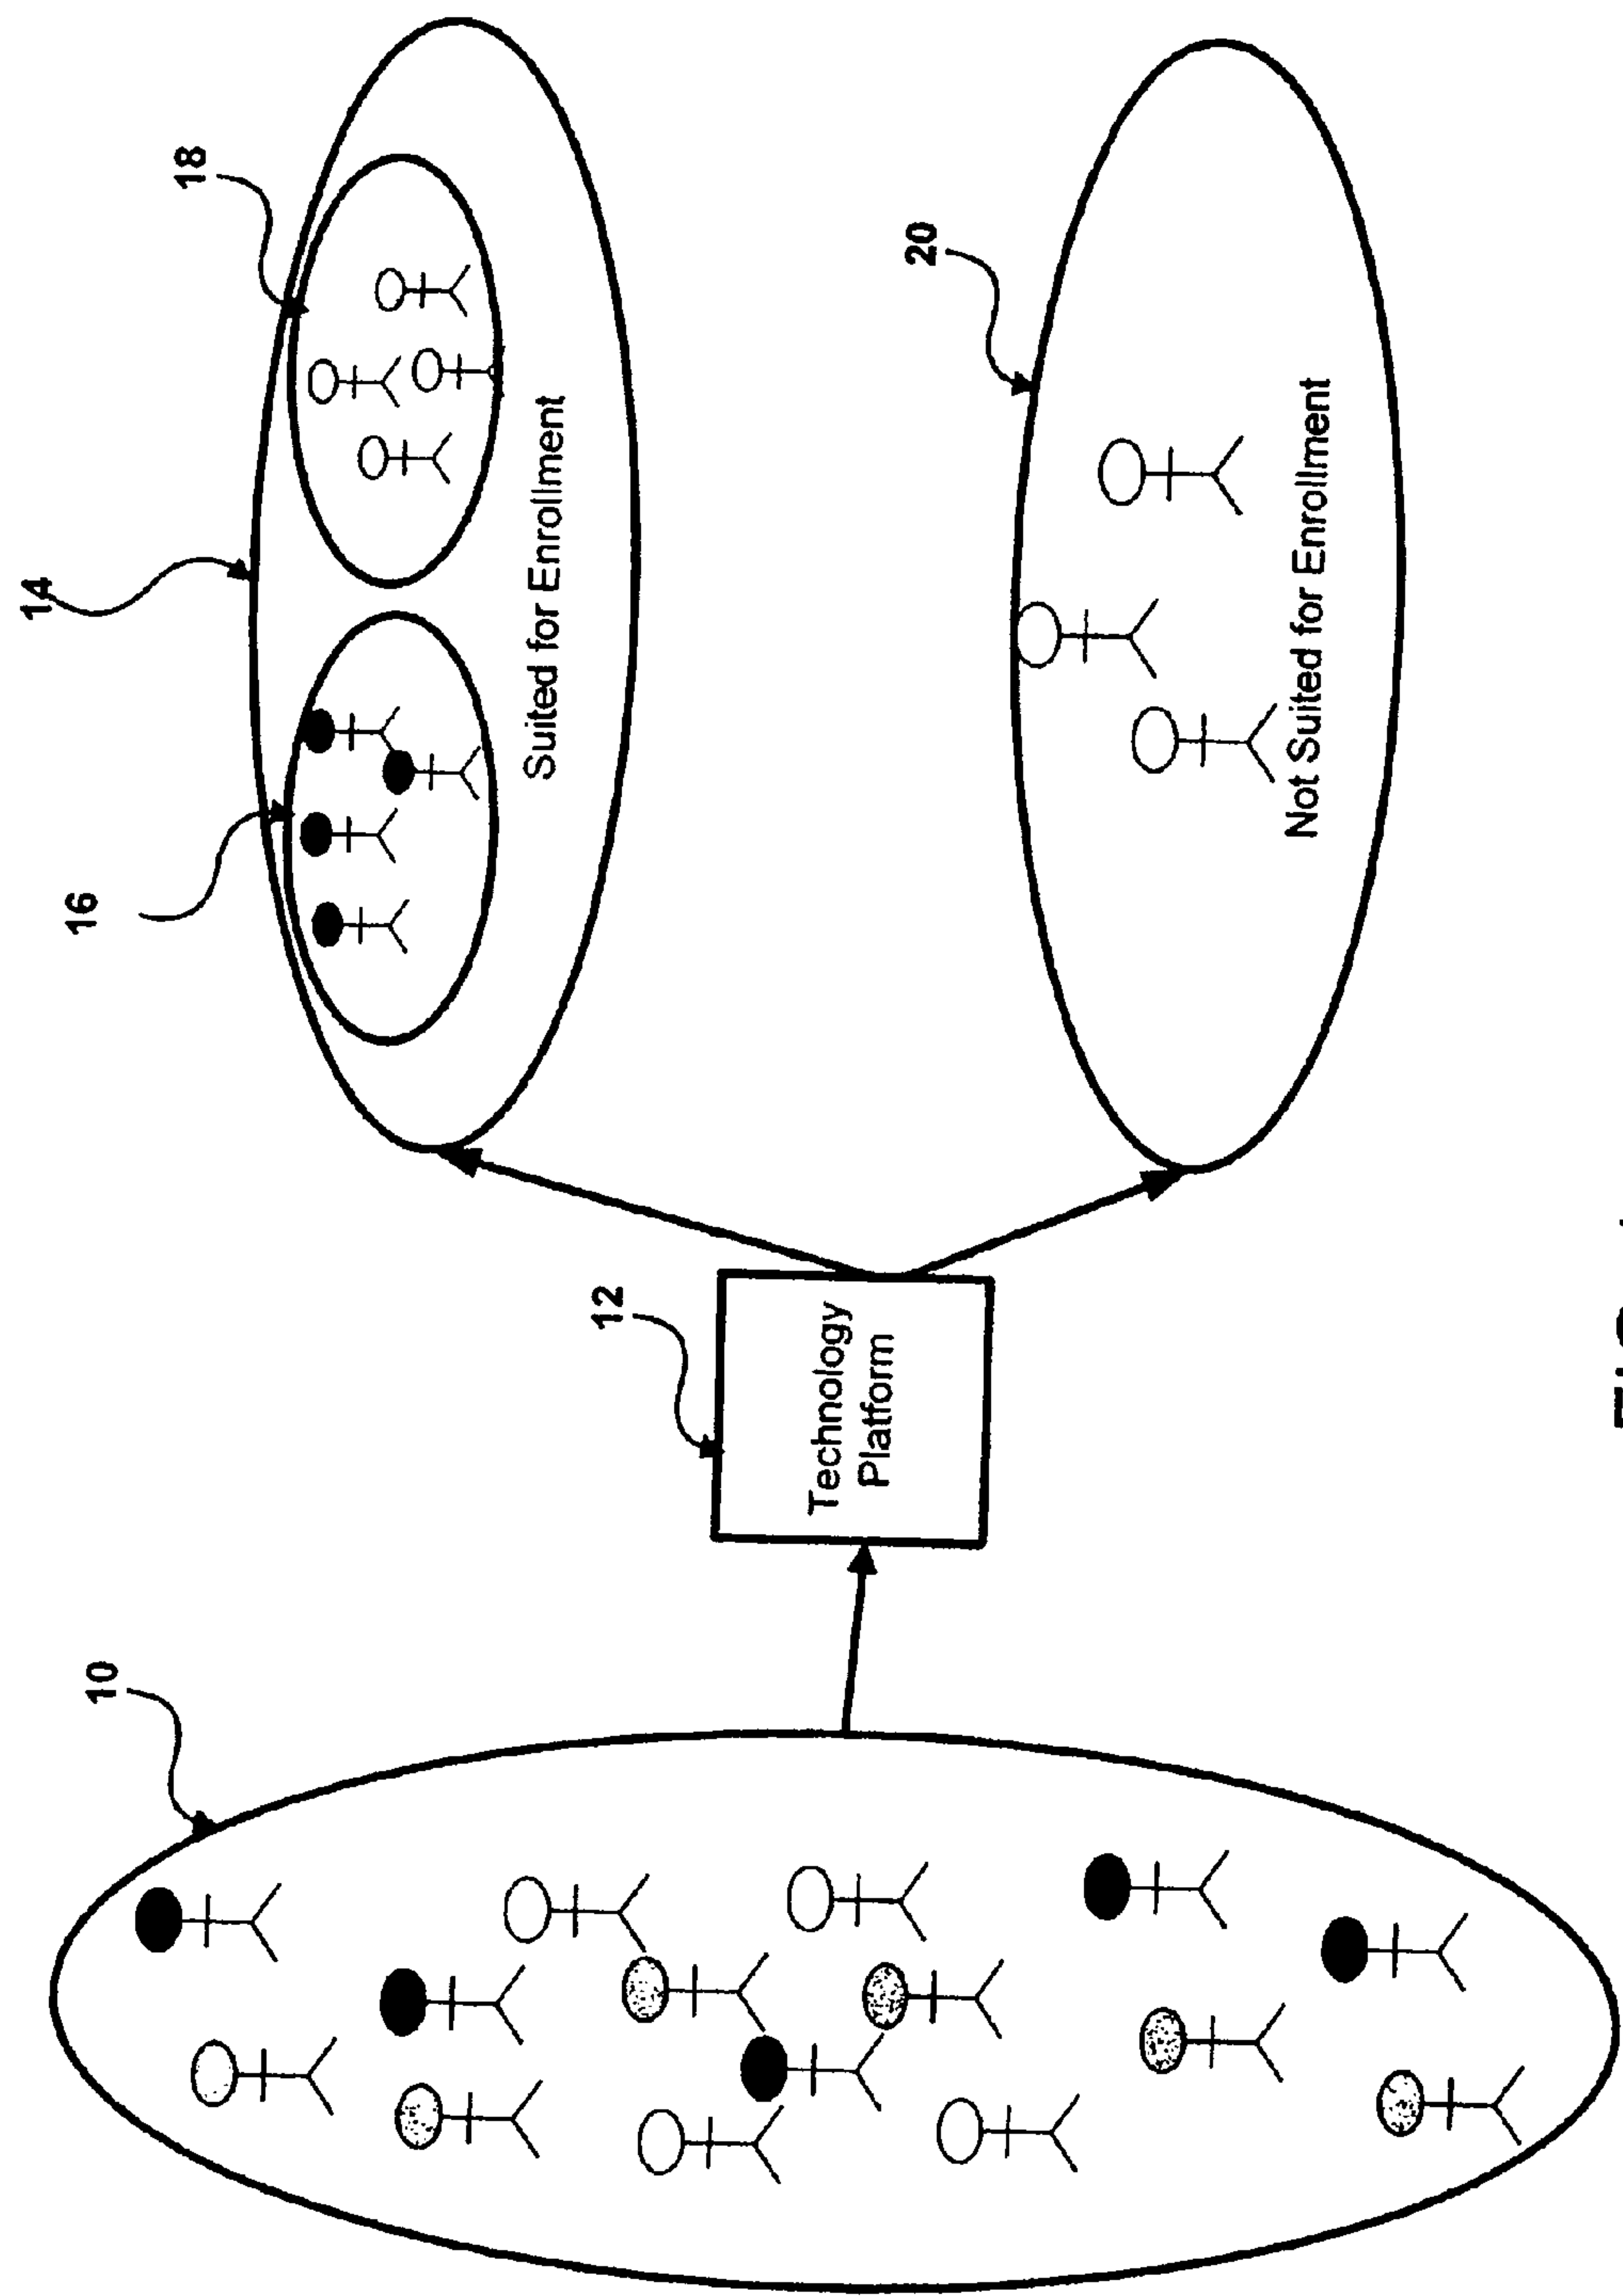 10
12
Technology
Platform
14
16
18
Suited for Enrollment
20
Not Suited for Enrollment